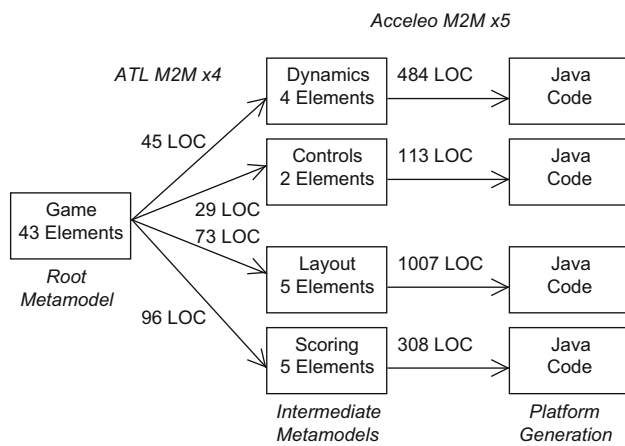 Acceleo M2M x5
ATL M2M x4
Dynamics
4 Elements
484 LOC
Java
Code
45 LOC
Controls
2 Elements
113 LOC
Java
Code
29 LOC
Game
43 Elements
73 LOC
Root
Metamodel
Layout
5 Elements
1007 LOC
Java
Code
96 LOC
Scoring
5 Elements
308 LOC
Java
Code
Intermediate
Metamodels
Platform
Generation